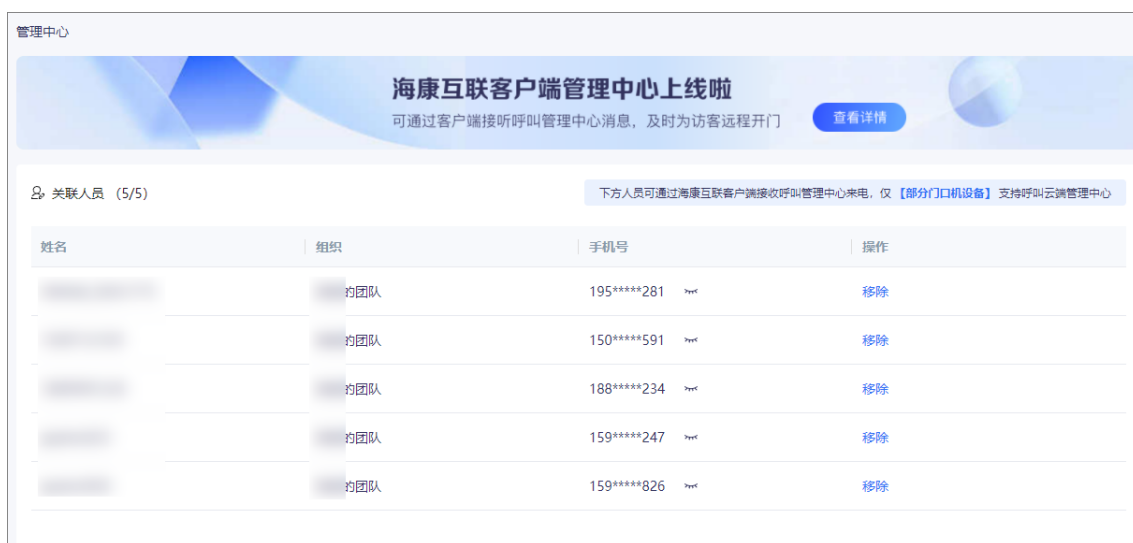 管理中心
海康互联客户端管理中心上线啦
可通过客户端接听呼叫管理中心消息，及时为访客远程开门
查看详情
关联人员 （5/5）
下方人员可通过海康互联客户端接收呼叫管理中心来电，仅【部分门口机设备】支持呼叫云端管理中心
姓名 组织 手机号 操作
的团队 195*****281 移除
的团队 150*****591 移除
的团队 188*****234 移除
的团队 159*****247 移除
的团队 159*****826 移除